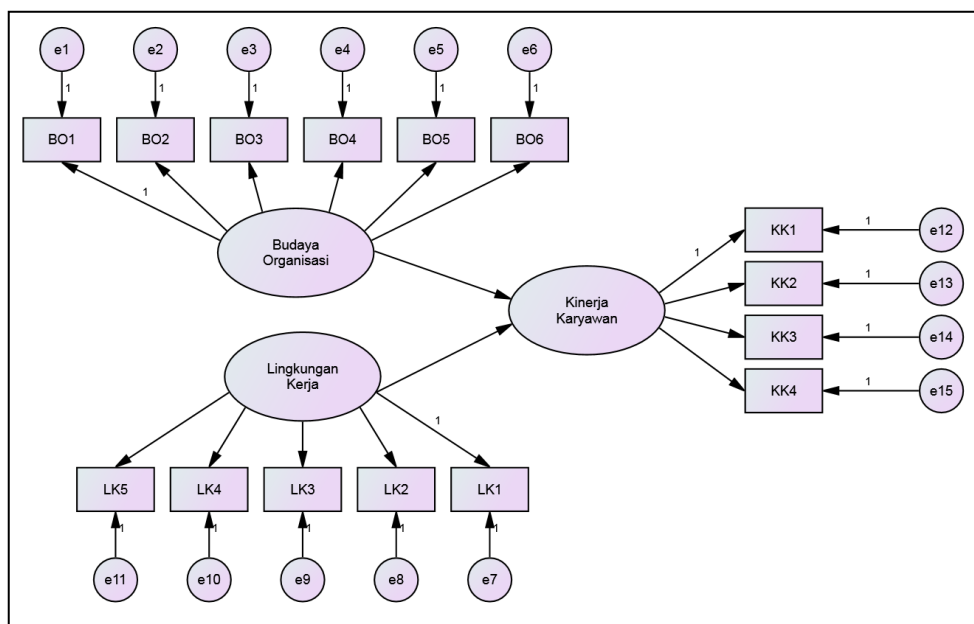 e1 e2 e3 e4 e5 e6
1 1 1 1 1 1
BO1 BO2 BO3 BO4 BO5 BO6
1
Budaya
Organisasi
KK1 1 e12
1
KK2 1 e13
Kinerja
Karyawan
KK3 1 e14
KK4 1 e15
Lingkungan
Kerja
1
LK5 LK4 LK3 LK2 LK1
1 1 1 1 1
e11 e10 e9 e8 e7